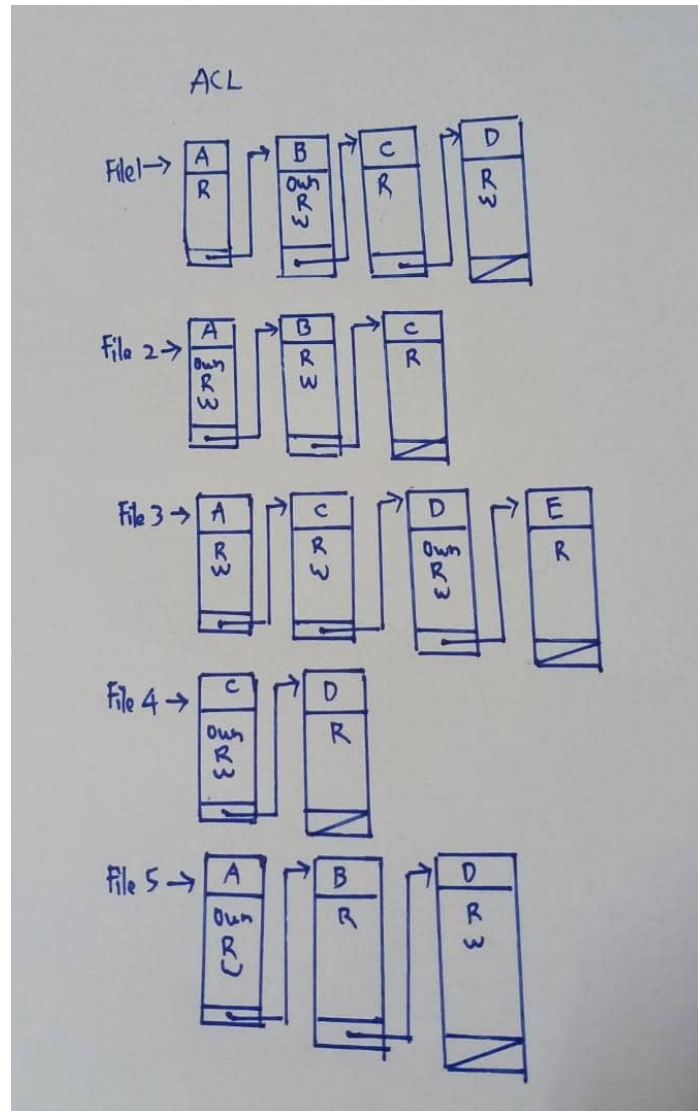 ACL
File1→ A B C D
R Own R R
R W
W
File 2→ A B C
Own R R
R W
W
File 3→ A C D E
R R Own R
W W R
W
File 4→ C D
Own R
R
W
File 5→ A B D
Own R R
R W